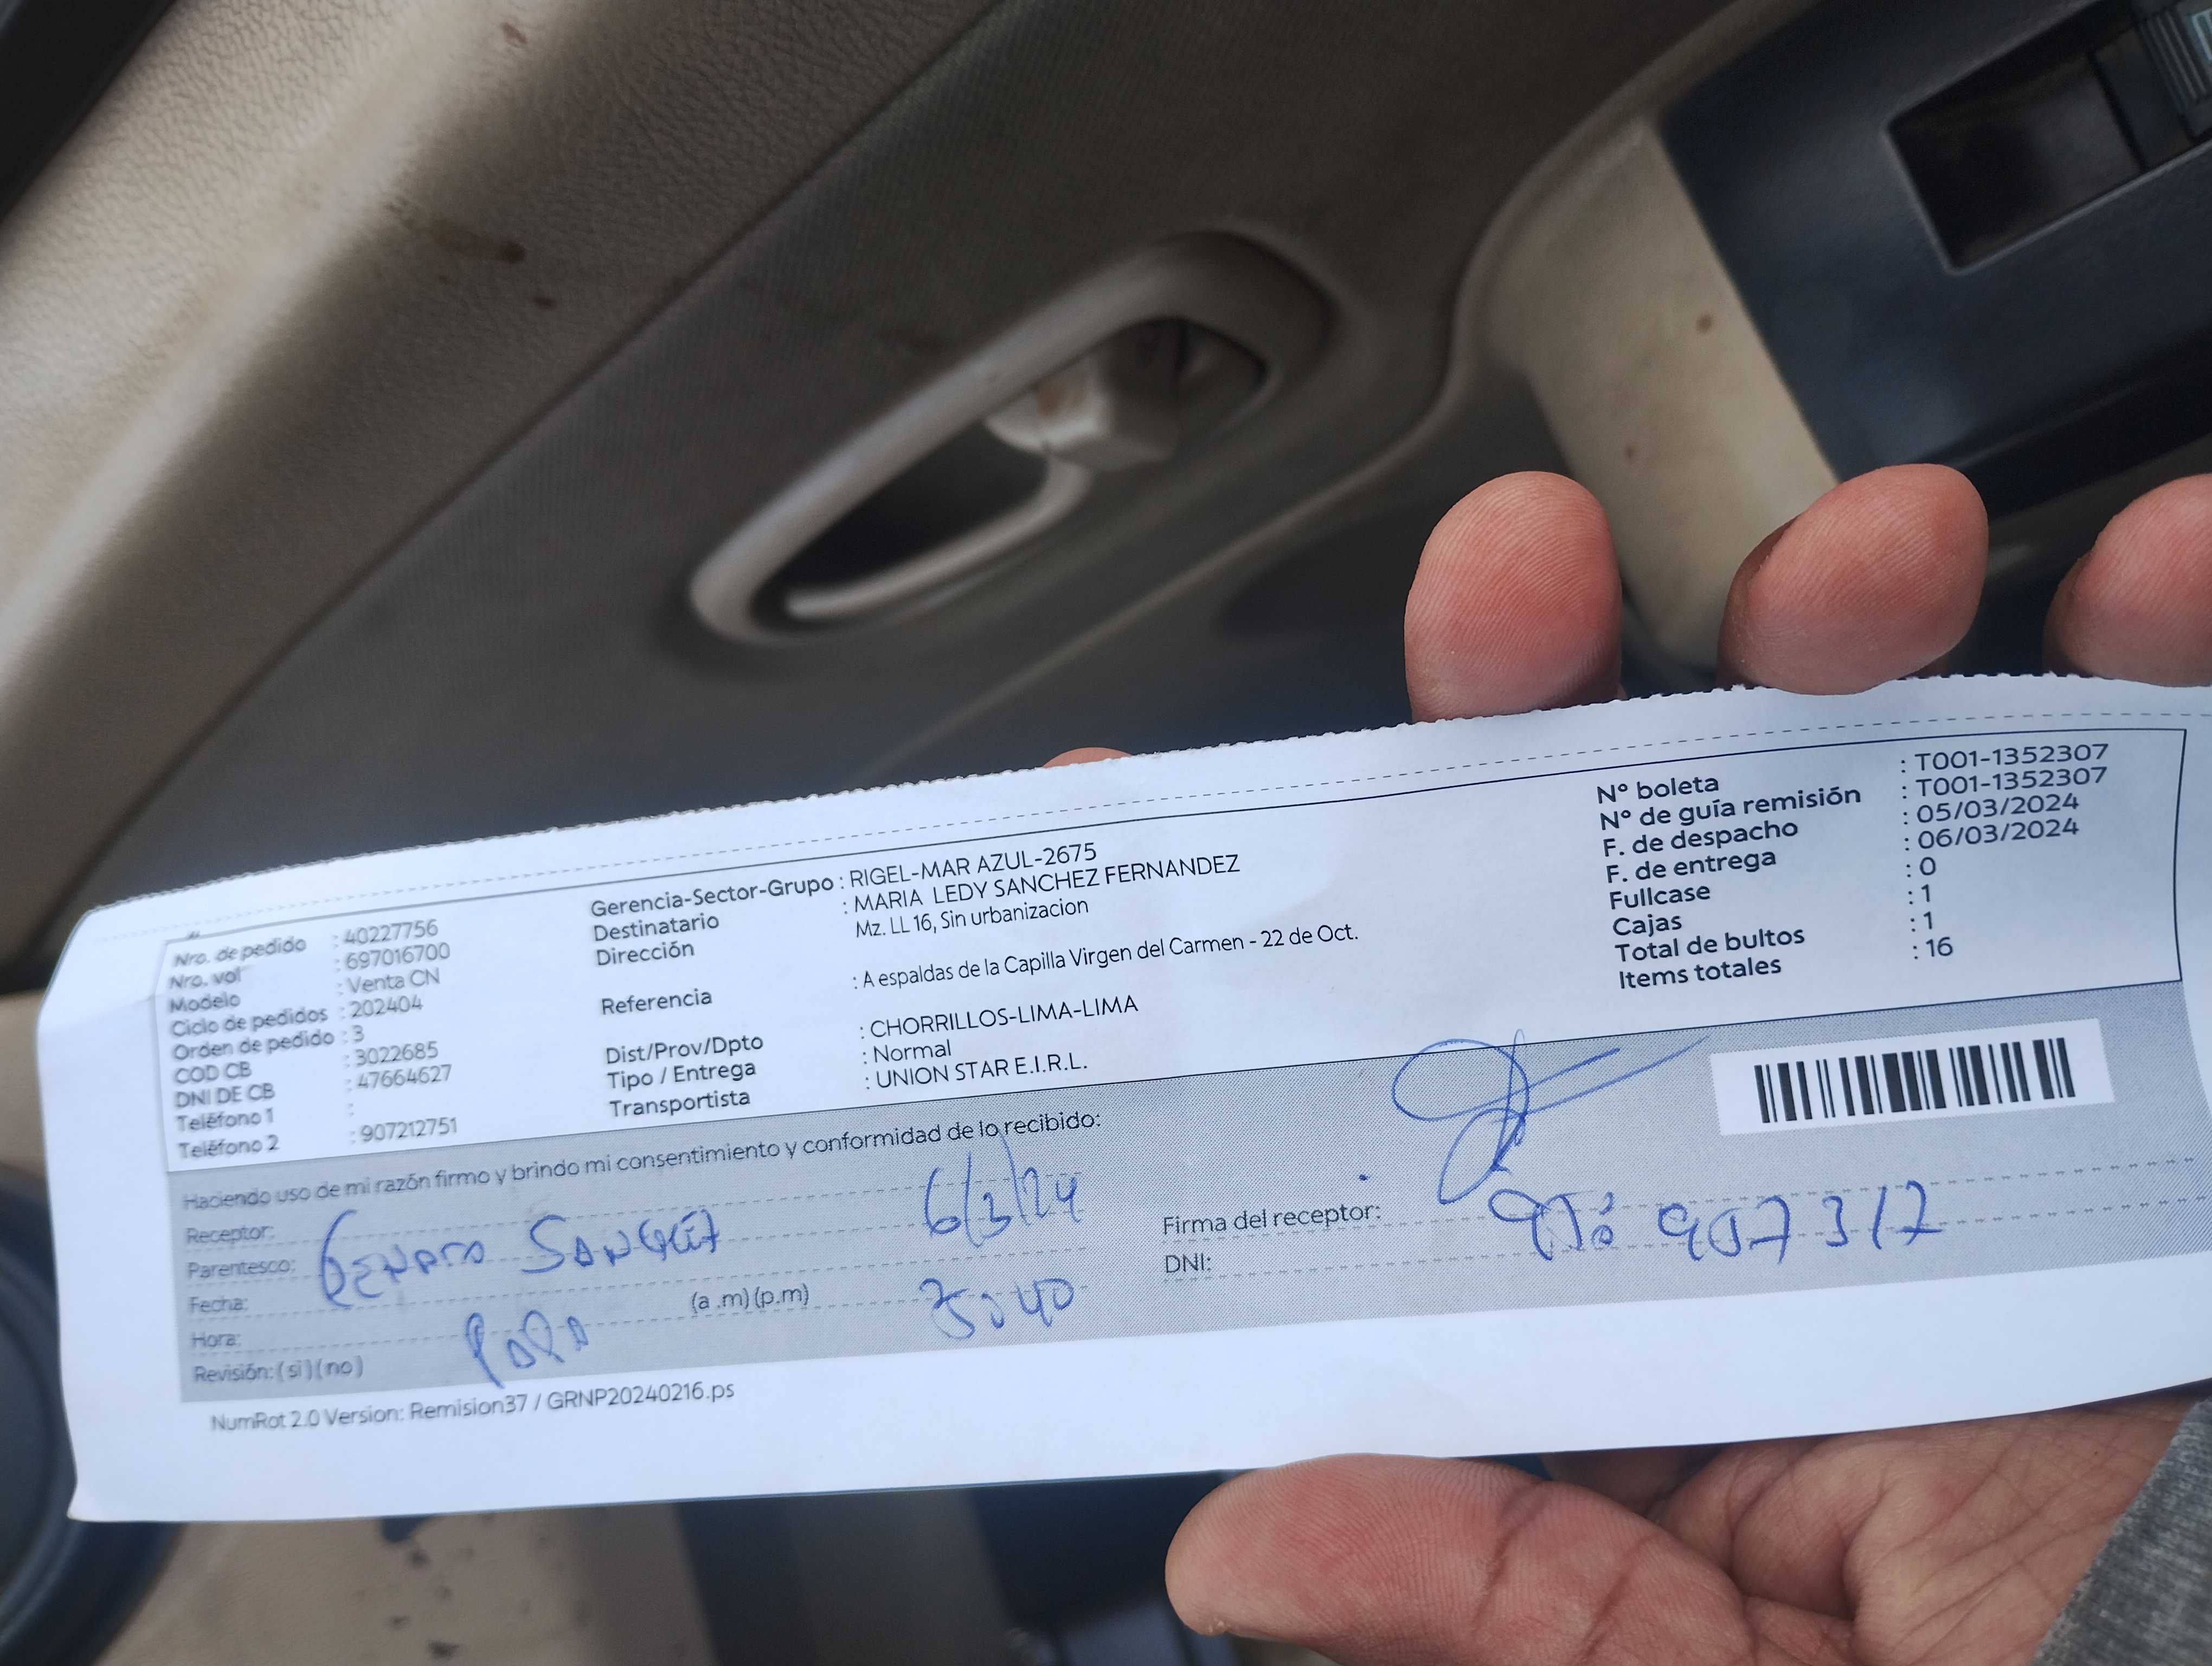 Nro. de pedido : 40227756
Nro. vol : 697016700
Modelo : Venta CN
Ciclo de pedidos : 202404
Orden de pedido : 3
COD CB : 3022685
DNI DE CB : 47664627
Teléfono 1 :
Teléfono 2 : 907212751
Gerencia-Sector-Grupo : RIGEL-MAR AZUL-2675
Destinatario : MARIA LEDY SANCHEZ FERNANDEZ
Dirección Mz. LL 16, Sin urbanizacion
Referencia : A espaldas de la Capilla Virgen del Carmen - 22 de Oct.
Dist/Prov/Dpto : CHORRILLOS-LIMA-LIMA
Tipo / Entrega : Normal
Transportista : UNION STAR E.I.R.L.
N° boleta : T001-1352307
N° de guía remisión : T001-1352307
F. de despacho : 05/03/2024
F. de entrega : 06/03/2024
Fullcase : 0
Cajas : 1
Total de bultos : 1
Items totales : 16
Haciendo uso de mi razón firmo y brindo mi consentimiento y conformidad de lo recibido:
Receptor:
Parentesco:
Fecha: 6/3/24
Hora: (a .m) (p.m)
Revisión: ( si ) ( no )
Firma del receptor:
DNI:
NumRot 2.0 Version: Remision37 / GRNP20240216.ps